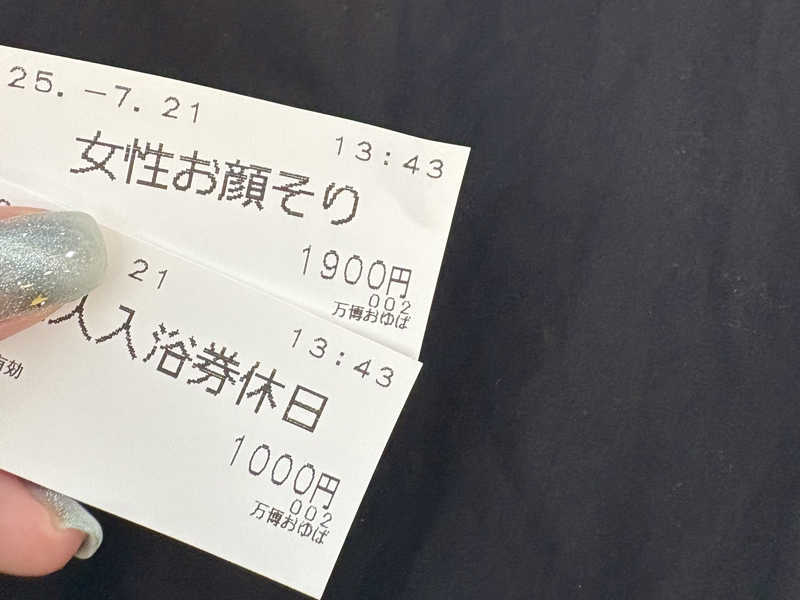 25.-7.21
13:43
女性お顔そり
1900円
002
万博おゆば
21
13:43
人入浴券休日
有効
1000円
002
万博おゆば